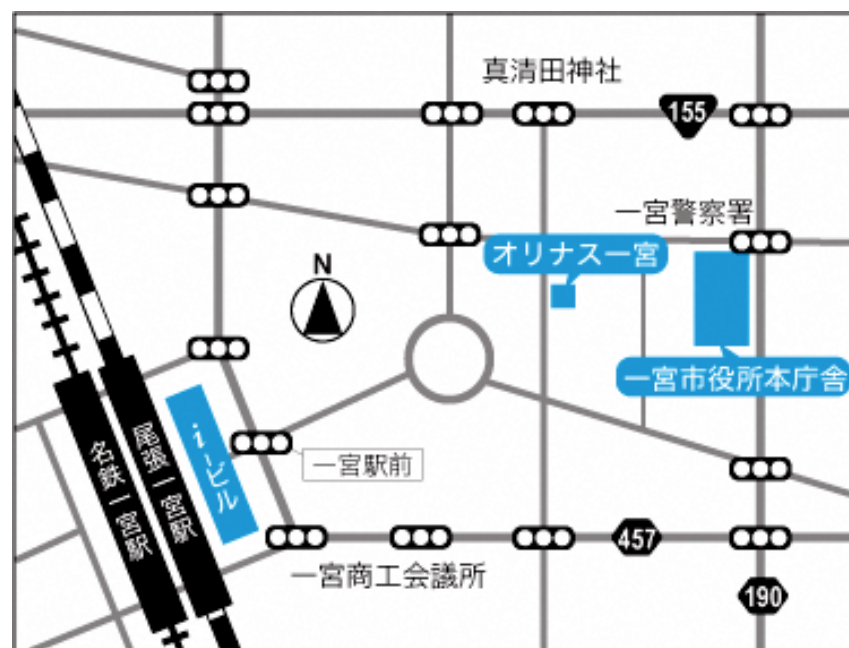 真清田神社
155
一宮警察署
オリナス一宮
N
一宮市役所本庁舎
i-ビル
尾張一宮駅
名鉄一宮駅
一宮駅前
457
一宮商工会議所
190